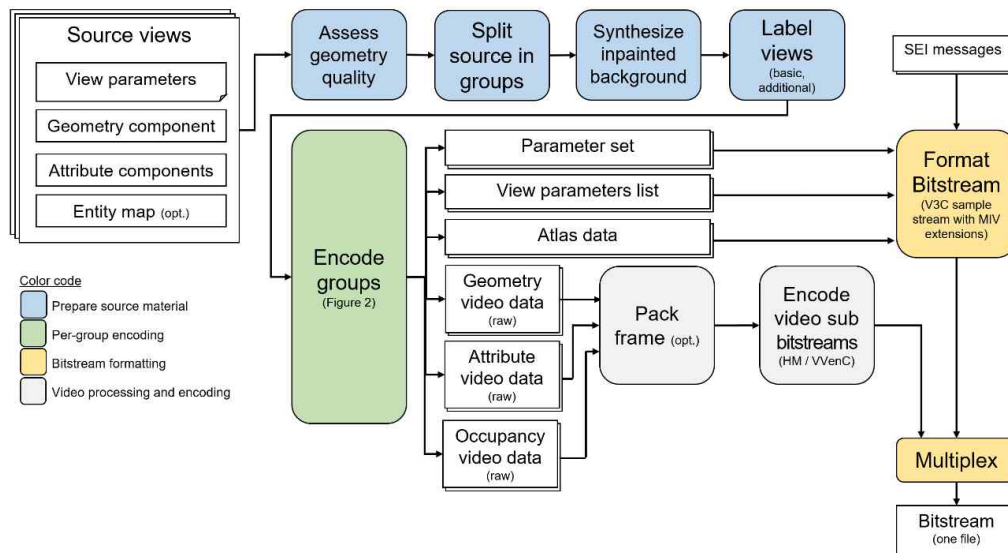 Source views
View parameters
Geometry component
Attribute components
Entity map (opt.)
Assess
geometry
quality
Split
source in
groups
Synthesize
inpainted
background
Label
views
(basic,
additional)
SEI messages
Encode
groups
(Figure 2)
Parameter set
View parameters list
Atlas data
Geometry
video data
(raw)
Attribute
video data
(raw)
Occupancy
video data
(raw)
Pack
frame (opt.)
Encode
video sub
bitstreams
(HM / VVenC)
Format
Bitstream
(V3C sample
stream with MIV
extensions)
Multiplex
Bitstream
(one file)
Color code
Prepare source material
Per-group encoding
Bitstream formatting
Video processing and encoding